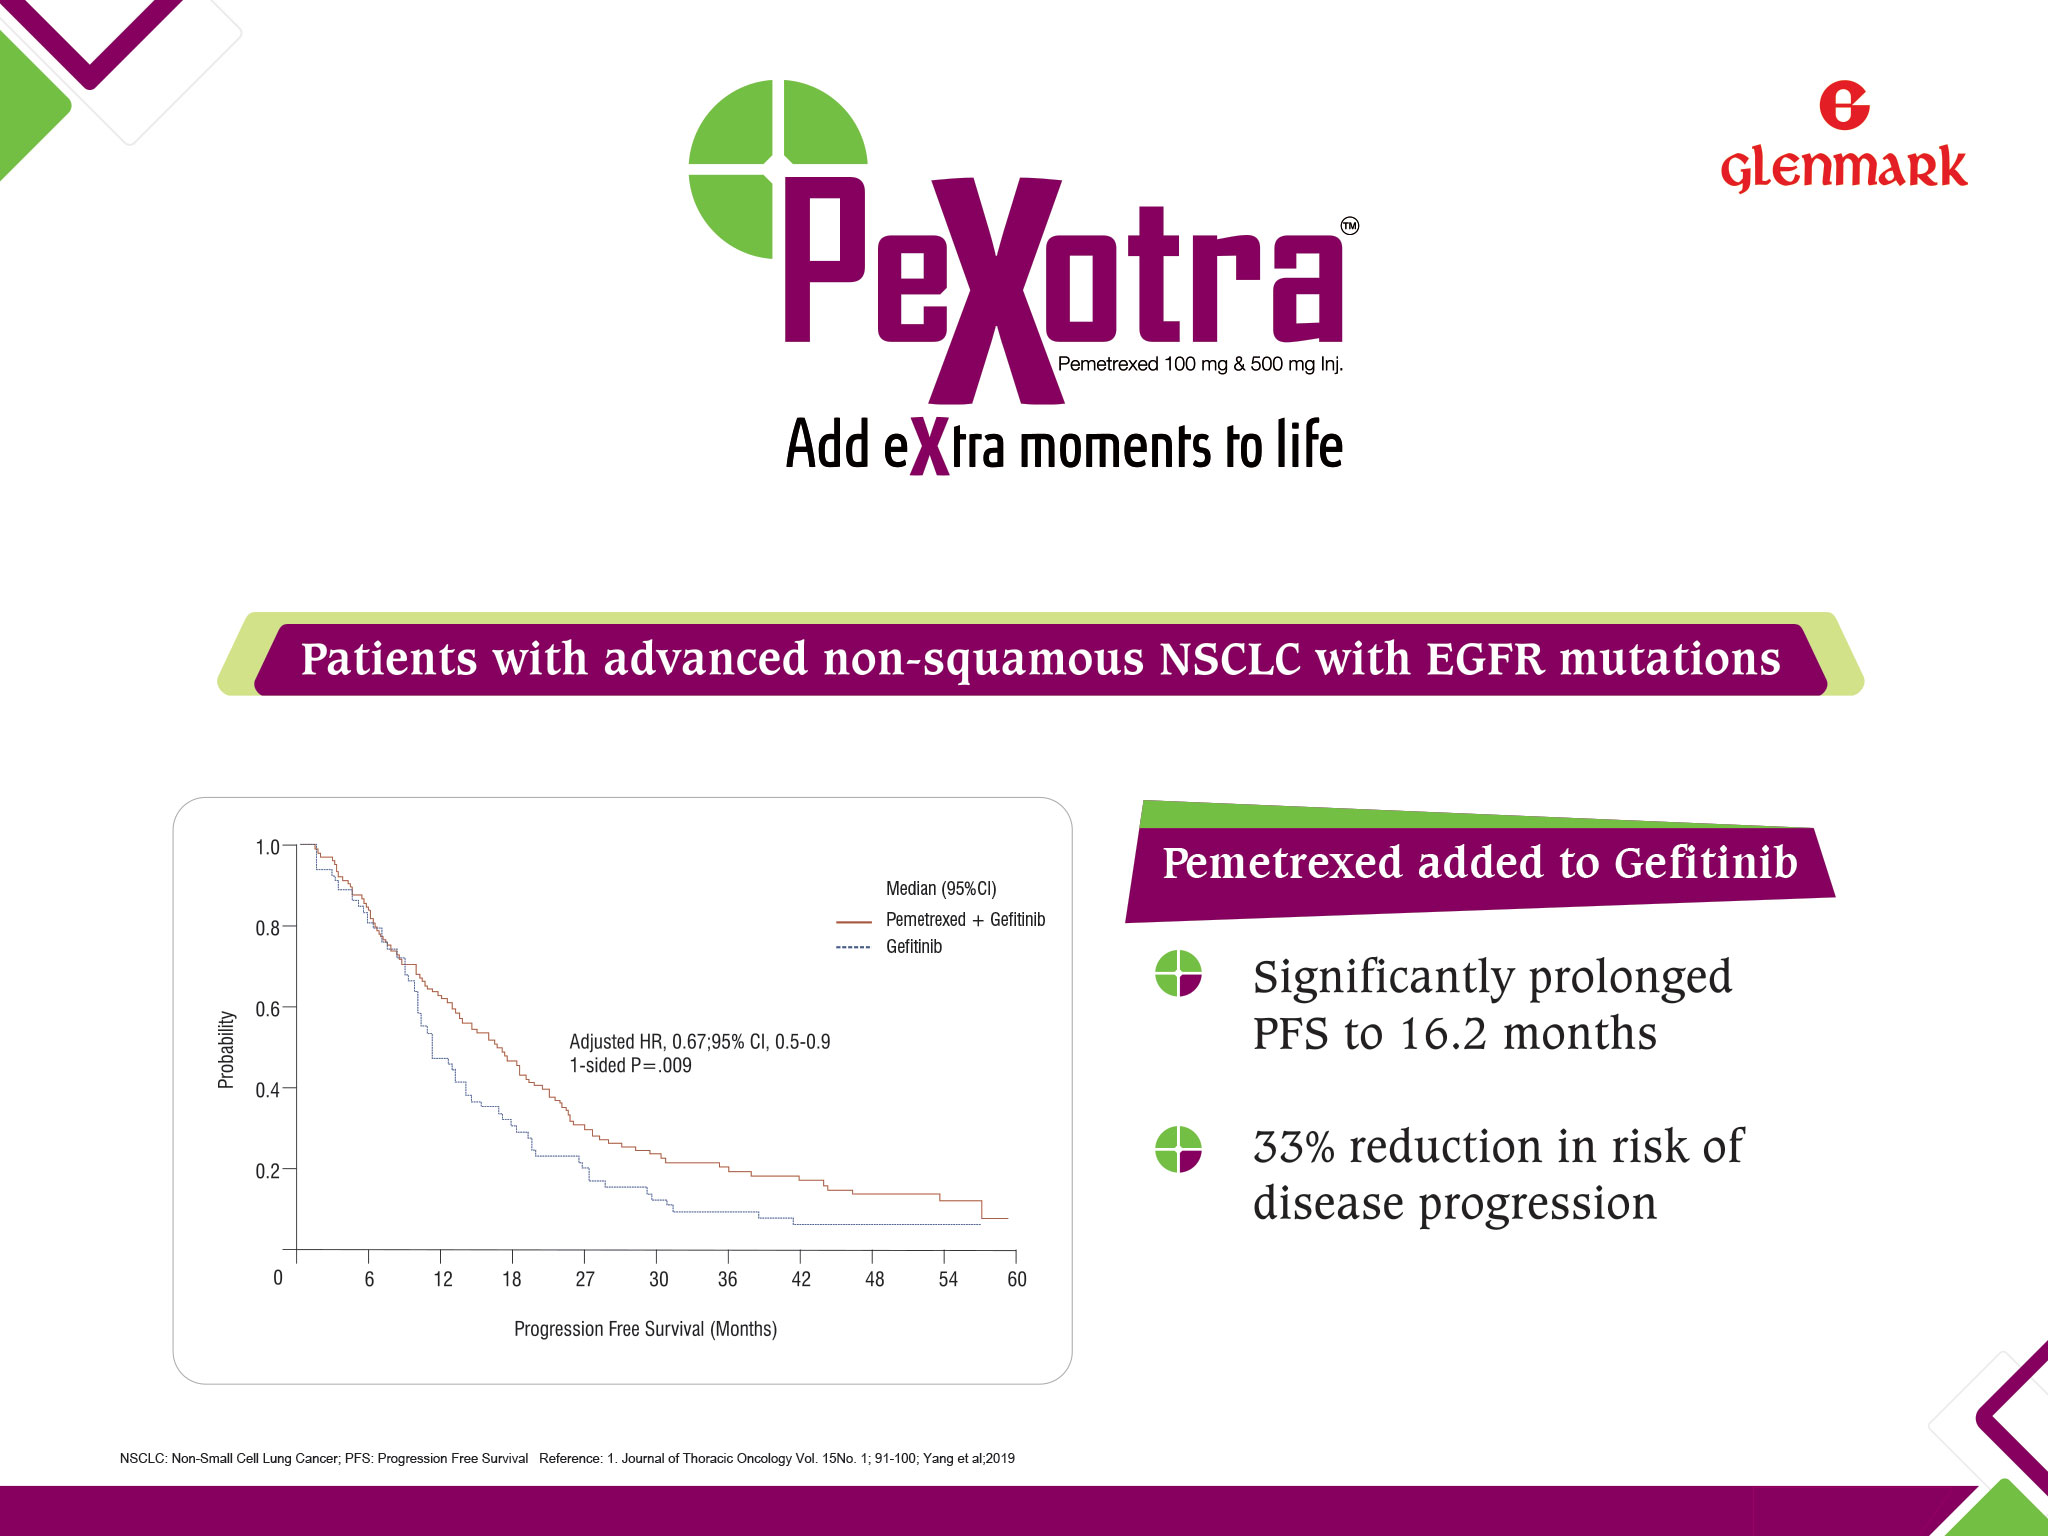 GLENMARK
PeXotra™
Pemetrexed 100 mg & 500 mg Inj.
Add eXtra moments to life
Patients with advanced non-squamous NSCLC with EGFR mutations
1.0
0.8
0.6
0.4
0.2
Probability
Median (95%CI)
Pemetrexed + Gefitinib
Gefitinib
Adjusted HR, 0.67;95% CI, 0.5-0.9
1-sided P=.009
0 6 12 18 27 30 36 42 48 54 60
Progression Free Survival (Months)
Pemetrexed added to Gefitinib
Significantly prolonged
PFS to 16.2 months
33% reduction in risk of
disease progression
NSCLC: Non-Small Cell Lung Cancer; PFS: Progression Free Survival Reference: 1. Journal of Thoracic Oncology Vol. 15No. 1; 91-100; Yang et al;2019